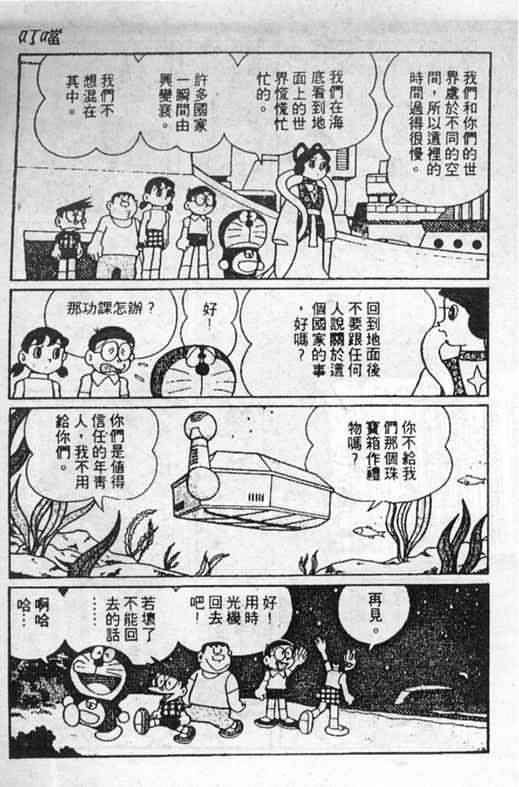 a ſ a當
我們和你們的世
界處於不同的空
間，所以這裡的
時間過得很慢。
我們在海
底看到地
面上的世
界慌慌忙
忙的。
許多國家
一瞬間由
興變衰。
我們不
想混在
其中。
回到地面後
不要跟任何
人說關於這
個國家的事
，好嗎？
好！
那功課怎辦？
你不給我
們那個珠
寶箱作禮
物嗎？
你們是值得
信任的年青
人，我不用
給你們。
再見。
好！
用時
光機
回去
吧！
若壞了
不能回
去的話
……
啊哈
哈…